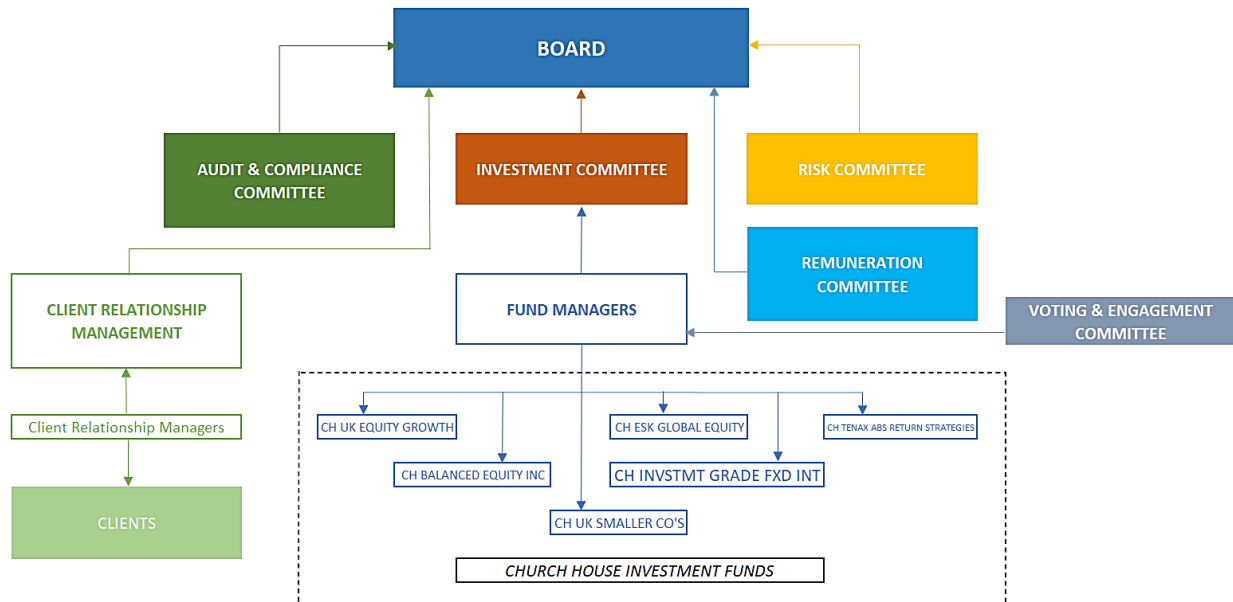 BOARD
AUDIT & COMPLIANCE
COMMITTEE
INVESTMENT COMMITTEE
RISK COMMITTEE
REMUNERATION
COMMITTEE
CLIENT RELATIONSHIP
MANAGEMENT
FUND MANAGERS
VOTING & ENGAGEMENT
COMMITTEE
Client Relationship Managers
CLIENTS
CH UK EQUITY GROWTH
CH ESK GLOBAL EQUITY
CH TENAX ABS RETURN STRATEGIES
CH BALANCED EQUITY INC
CH INVSTMT GRADE FXD INT
CH UK SMALLER CO'S
CHURCH HOUSE INVESTMENT FUNDS